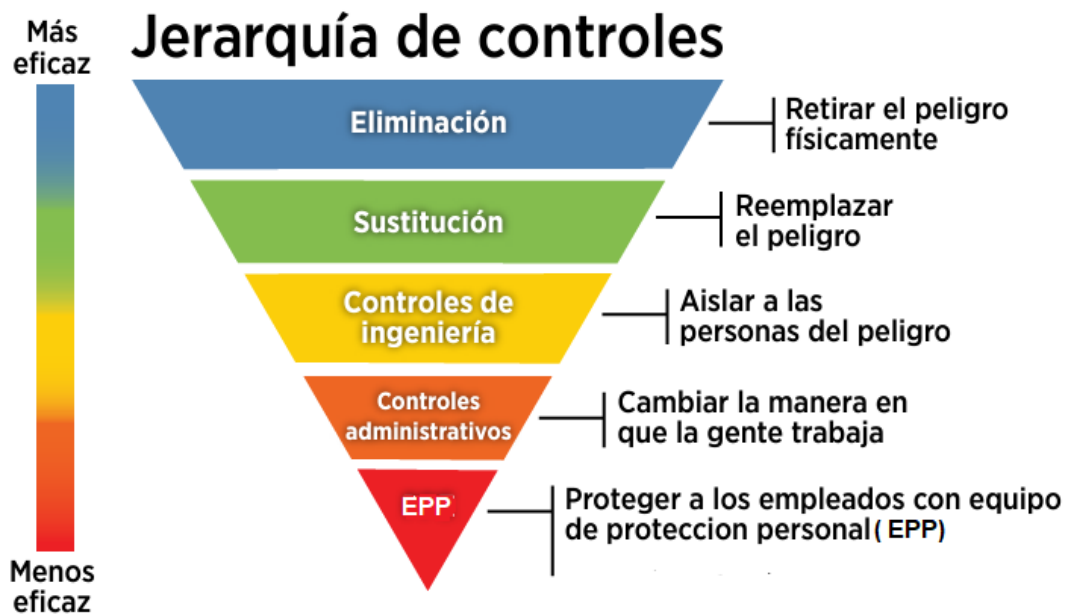 Más
eficaz
Jerarquía de controles
Eliminación
Retirar el peligro
físicamente
Sustitución
Reemplazar
el peligro
Controles de
ingeniería
Aislar a las
personas del peligro
Controles
administrativos
Cambiar la manera en
que la gente trabaja
EPP
Proteger a los empleados con equipo
de proteccion personal( EPP)
Menos
eficaz